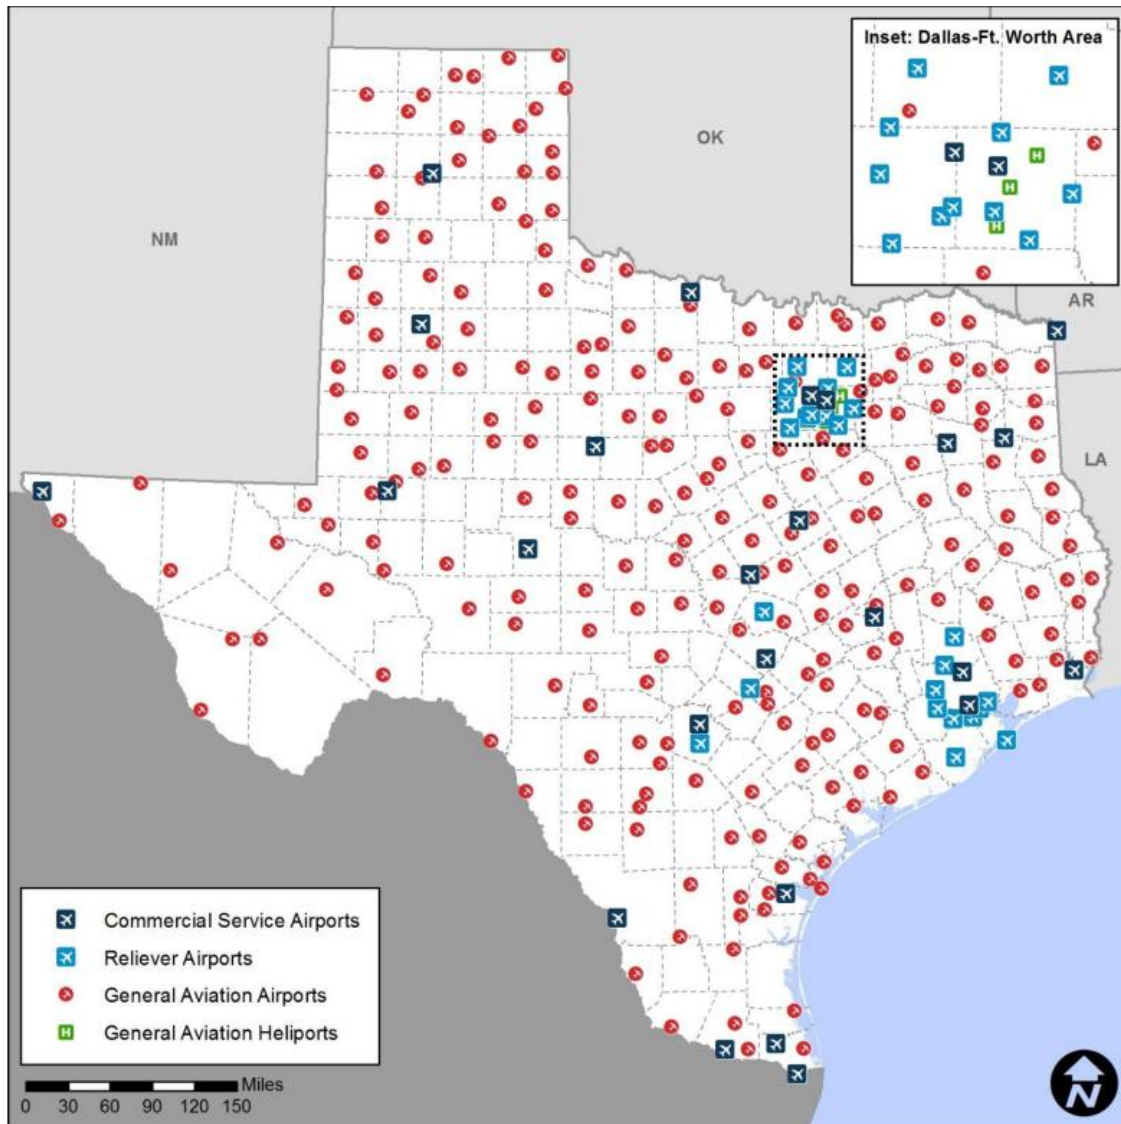 Inset: Dallas-Ft. Worth Area
OK
NM
AR
LA
Commercial Service Airports
Reliever Airports
General Aviation Airports
H General Aviation Heliports
Miles
0 30 60 90 120 150
N